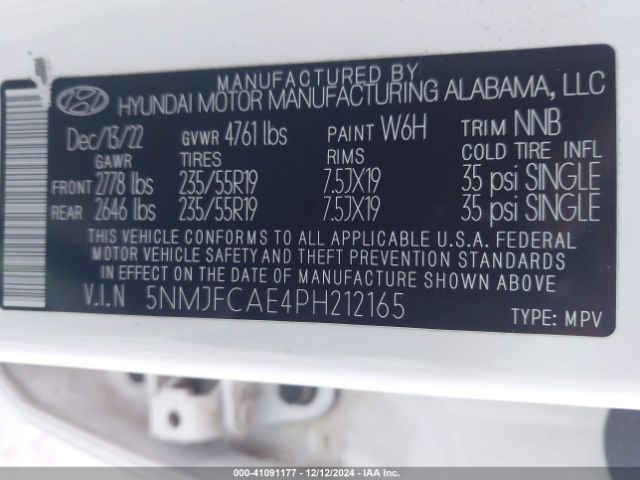 MANUFACTURED BY
HYUNDAI MOTOR MANUFACTURING ALABAMA, LLC
Dec/13/22 GVWR 4761 lbs PAINT W6H TRIM NNB
GAWR TIRES RIMS COLD TIRE INFL
FRONT 2778 lbs 235/55R19 7.5JX19 35 psi SINGLE
REAR 2646 lbs 235/55R19 7.5JX19 35 psi SINGLE
THIS VEHICLE CONFORMS TO ALL APPLICABLE U.S.A. FEDERAL
MOTOR VEHICLE SAFETY AND THEFT PREVENTION STANDARDS
IN EFFECT ON THE DATE OF MANUFACTURE SHOWN ABOVE.
V.I.N 5NMJFCAE4PH212165
TYPE: MPV
000-41091177 - 12/12/2024 - IAA Inc.